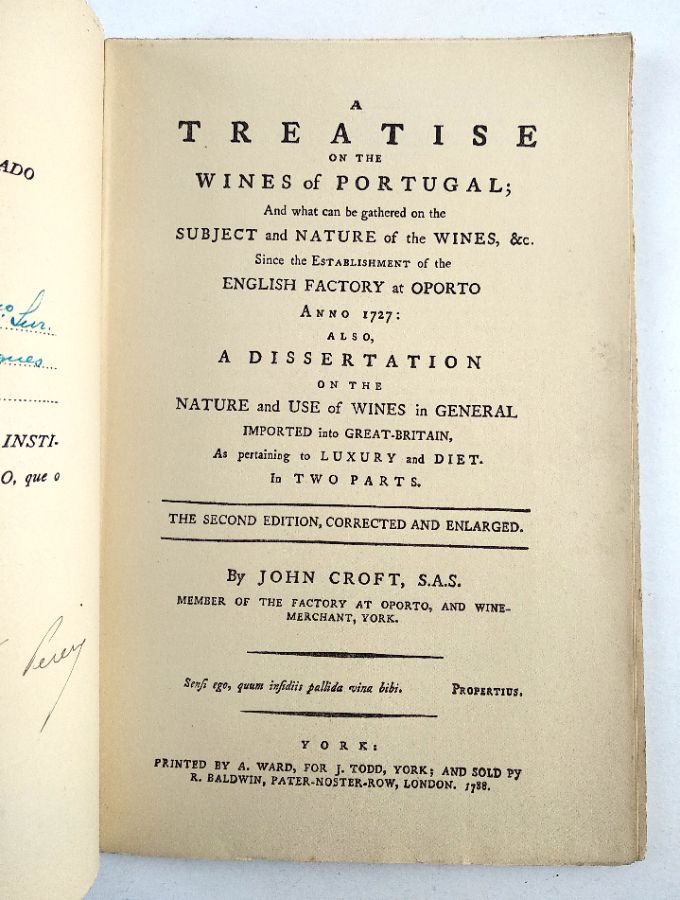 ADO
INSTI-
O, que o
A
TREATISE
ON THE
WINES of PORTUGAL;
And what can be gathered on the
SUBJECT and NATURE of the WINES, &c.
Since the ESTABLISHMENT of the
ENGLISH FACTORY at OPORTO
ANNO 1727:
ALSO,
A DISSERTATION
ON THE
NATURE and USE of WINES in GENERAL
IMPORTED into GREAT-BRITAIN,
As pertaining to LUXURY and DIET.
In TWO PARTS.
THE SECOND EDITION, CORRECTED AND ENLARGED.
By JOHN CROFT, S.A.S.
MEMBER OF THE FACTORY AT OPORTO, AND WINE-
MERCHANT, YORK.
Senſi ego, quum inſidiis pallida vina bibi. PROPERTIUS.
YORK:
PRINTED BY A. WARD, FOR J. TODD, YORK; AND SOLD By
R. BALDWIN, PATER-NOSTER-ROW, LONDON. 1788.